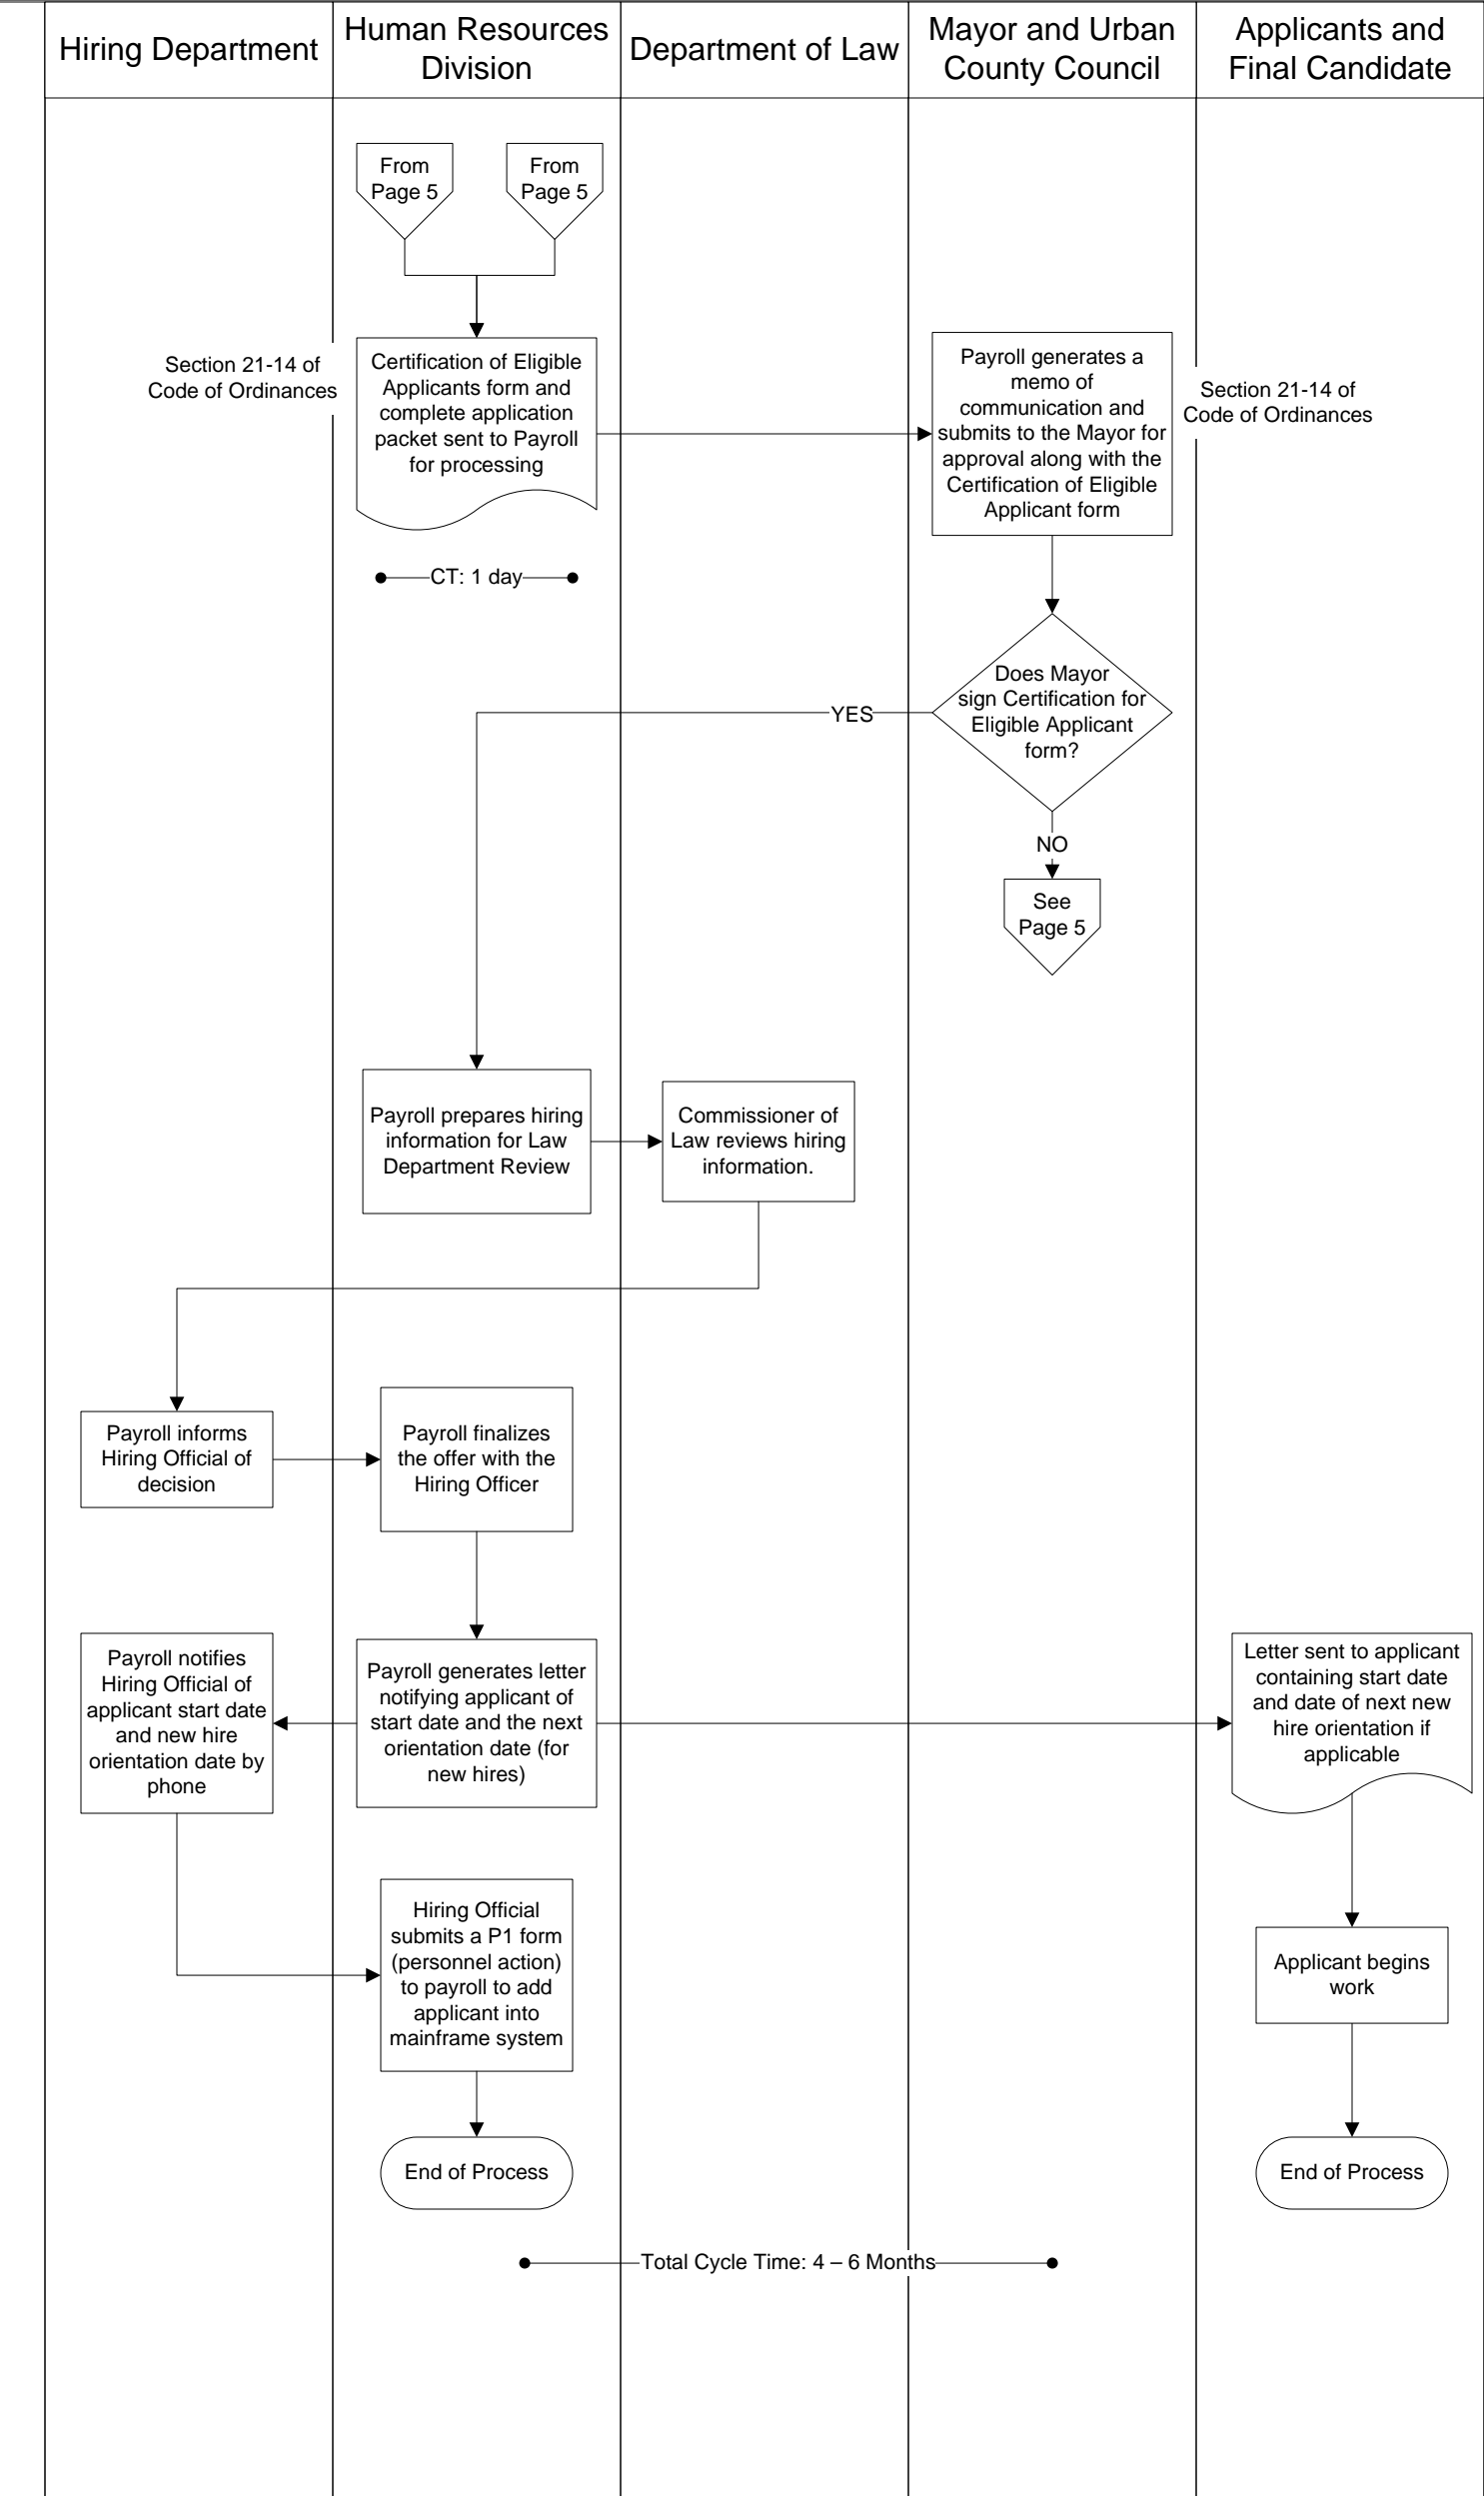 Hiring Department
Human Resources
Division
Department of Law
Mayor and Urban
County Council
Applicants and
Final Candidate
From
Page 5
From
Page 5
Section 21-14 of
Code of Ordinances
Certification of Eligible
Applicants form and
complete application
packet sent to Payroll
for processing
Payroll generates a
memo of
communication and
submits to the Mayor for
approval along with the
Certification of Eligible
Applicant form
Section 21-14 of
Code of Ordinances
CT: 1 day
Does Mayor
sign Certification for
Eligible Applicant
form?
YES
NO
See
Page 5
Payroll prepares hiring
information for Law
Department Review
Commissioner of
Law reviews hiring
information.
Payroll informs
Hiring Official of
decision
Payroll finalizes
the offer with the
Hiring Officer
Payroll notifies
Hiring Official of
applicant start date
and new hire
orientation date by
phone
Payroll generates letter
notifying applicant of
start date and the next
orientation date (for
new hires)
Letter sent to applicant
containing start date
and date of next new
hire orientation if
applicable
Hiring Official
submits a P1 form
(personnel action)
to payroll to add
applicant into
mainframe system
Applicant begins
work
End of Process
End of Process
Total Cycle Time: 4 – 6 Months